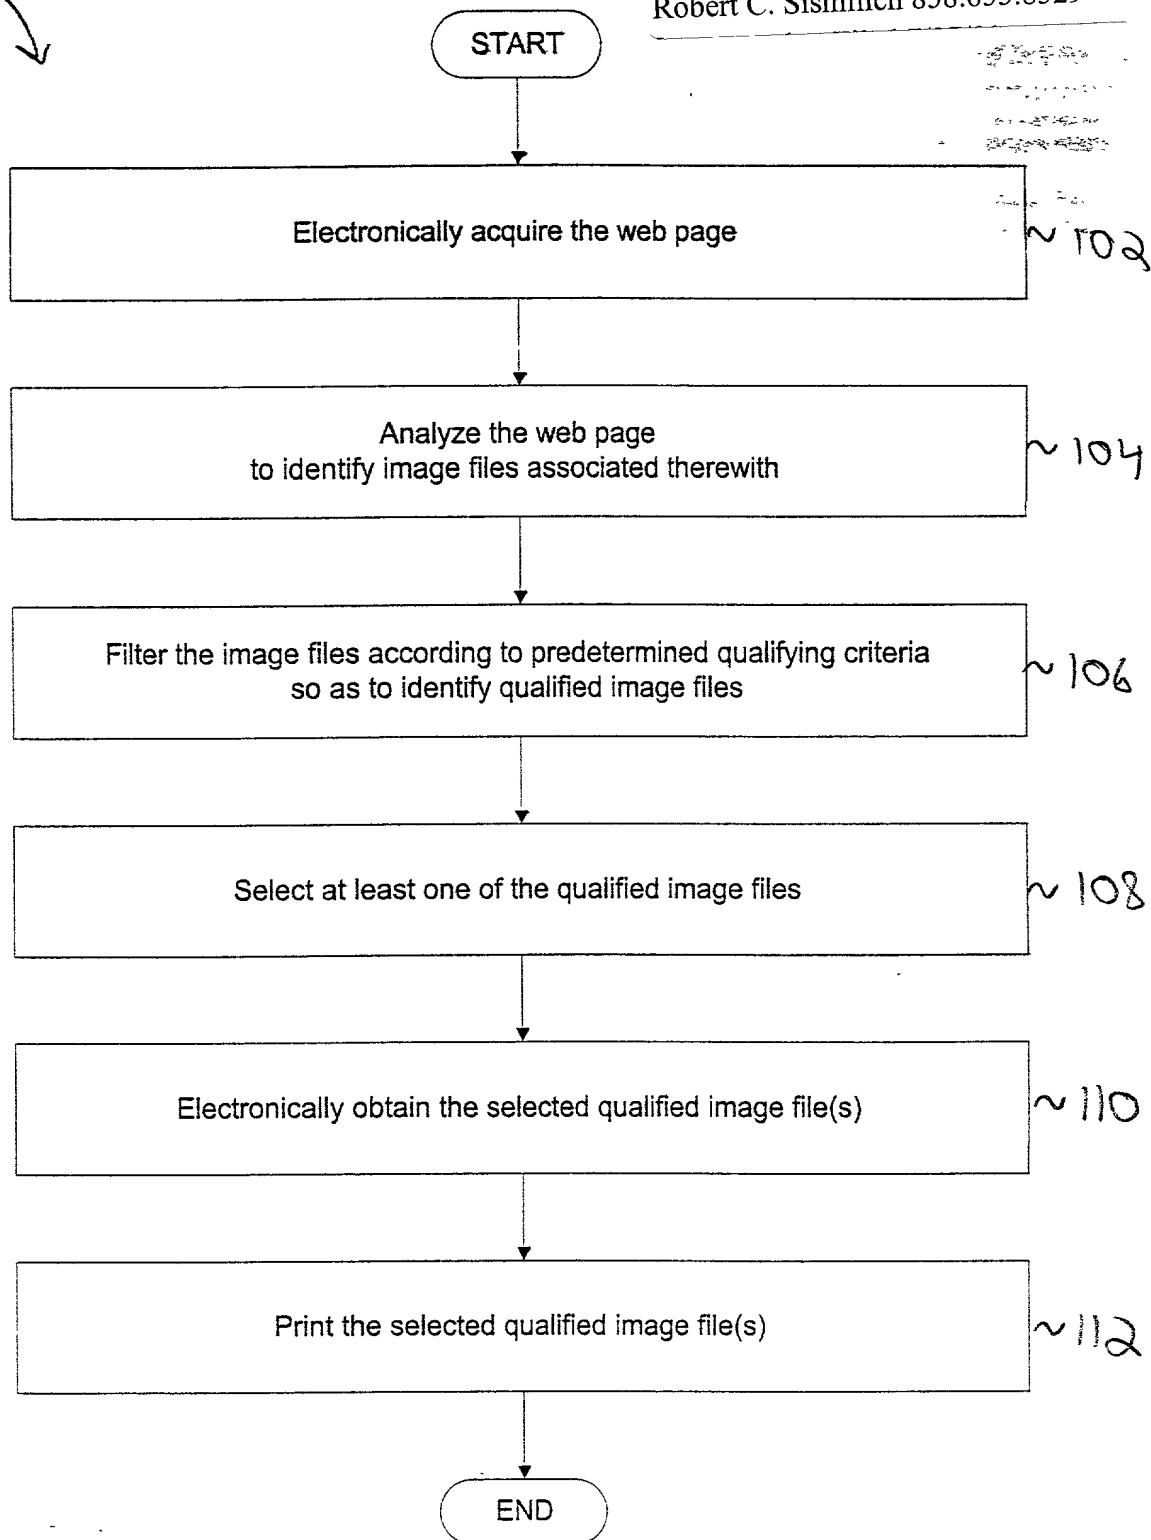 Robert C.
START
Electronically acquire the web page
~ 102
Analyze the web page
to identify image files associated therewith
~ 104
Filter the image files according to predetermined qualifying criteria
so as to identify qualified image files
~ 106
Select at least one of the qualified image files
~ 108
Electronically obtain the selected qualified image file(s)
~ 110
Print the selected qualified image file(s)
~ 112
END